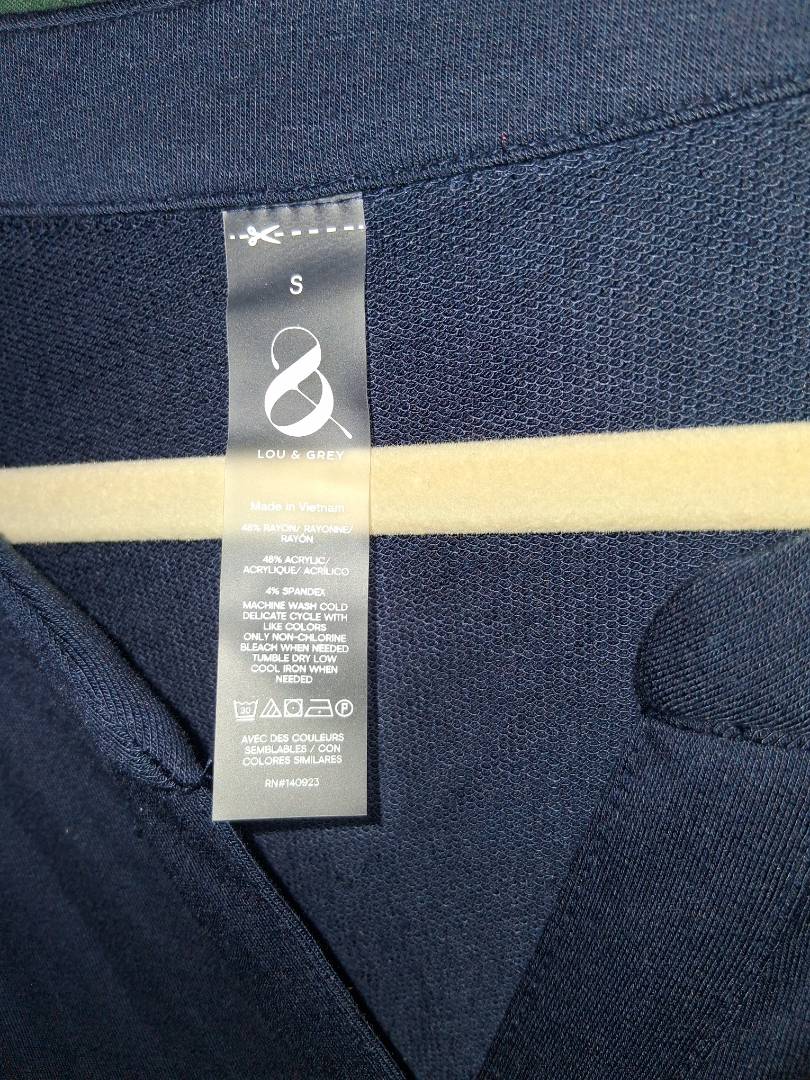 S
&
LOU & GREY
Made in Vietnam
48% RAYON/ RAYONNE/
RAYÓN
48% ACRYLIC/
ACRYLIQUE/ ACRÍLICO
4% SPANDEX
MACHINE WASH COLD
DELICATE CYCLE WITH
LIKE COLORS
ONLY NON-CHLORINE
BLEACH WHEN NEEDED
TUMBLE DRY LOW
COOL IRON WHEN
NEEDED
30 P
AVEC DES COULEURS
SEMBLABLES / CON
COLORES SIMILARES
RN#140923